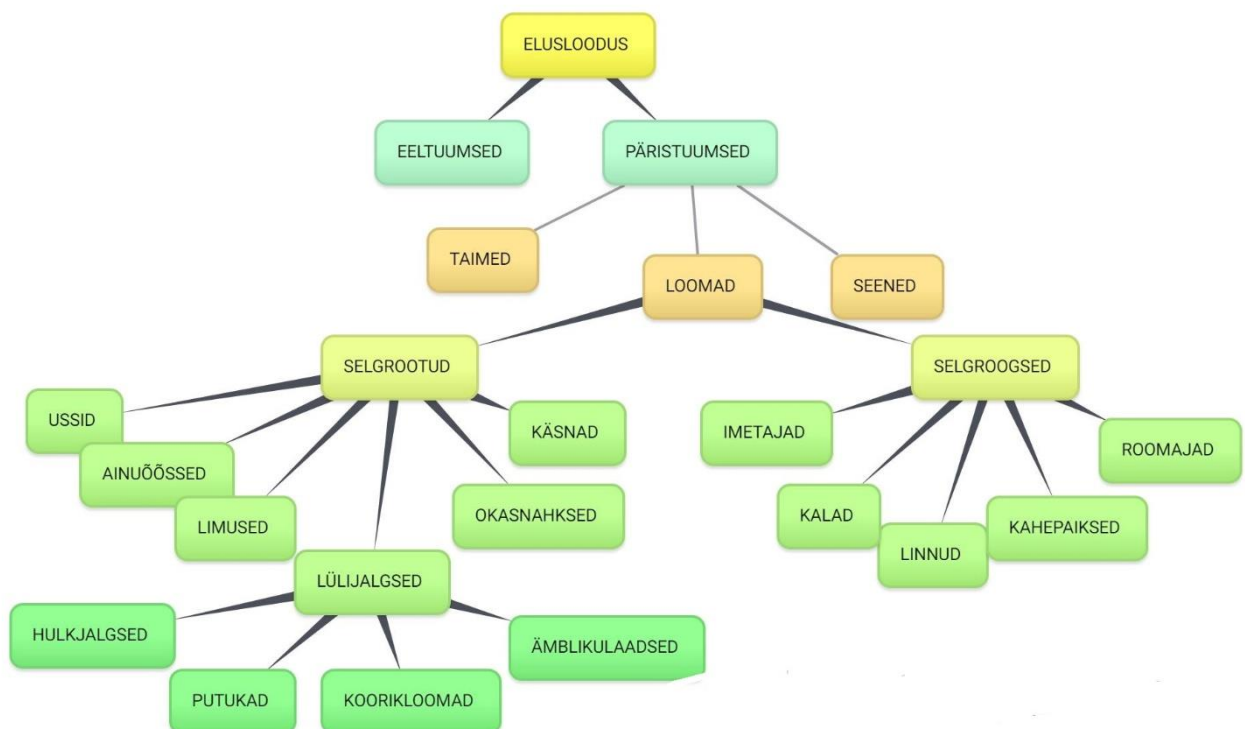 ELUSLOODUS
EELTUUMSED
PÄRISTUUMSED
TAIMED
LOOMAD
SEENED
SELGROOTUD
SELGROOGSED
USSID
AINUÕÕSSED
LIMUSED
KÄSNAD
OKASNAHKSED
IMETAJAD
KALAD
LINNUD
KAHEPAIKSED
ROOMAJAD
LÜLIJALGSED
HULKJALGSED
PUTUKAD
KOORIKLOOMAD
ÄMBLIKULAADSED